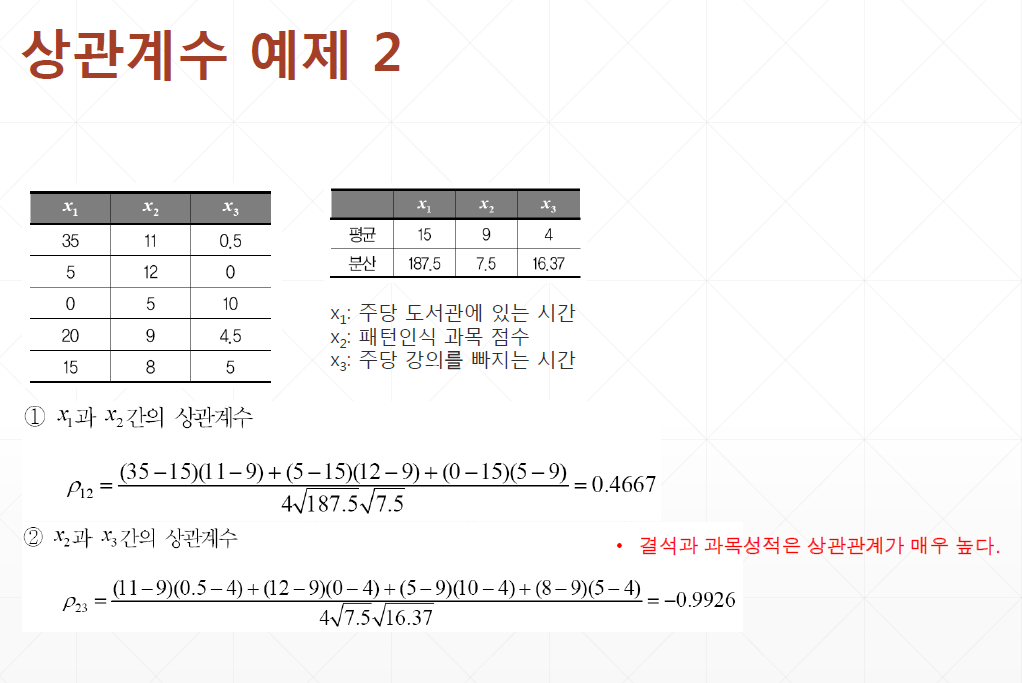 상관계수 예제 2
x₁ x₂ x₃
35 11 0.5
5 12 0
0 5 10
20 9 4.5
15 8 5
x₁ x₂ x₃
평균 15 9 4
분산 187.5 7.5 16.37
x₁: 주당 도서관에 있는 시간
x₂: 패턴인식 과목 점수
x₃: 주당 강의를 빠지는 시간
① x₁과 x₂간의 상관계수
ρ₁₂ = (35−15)(11−9)+(5−15)(12−9)+(0−15)(5−9) / 4√187.5√7.5 = 0.4667
② x₂과 x₃간의 상관계수
• 결석과 과목성적은 상관관계가 매우 높다.
ρ₂₃ = (11−9)(0.5−4)+(12−9)(0−4)+(5−9)(10−4)+(8−9)(5−4) / 4√7.5√16.37 = −0.9926